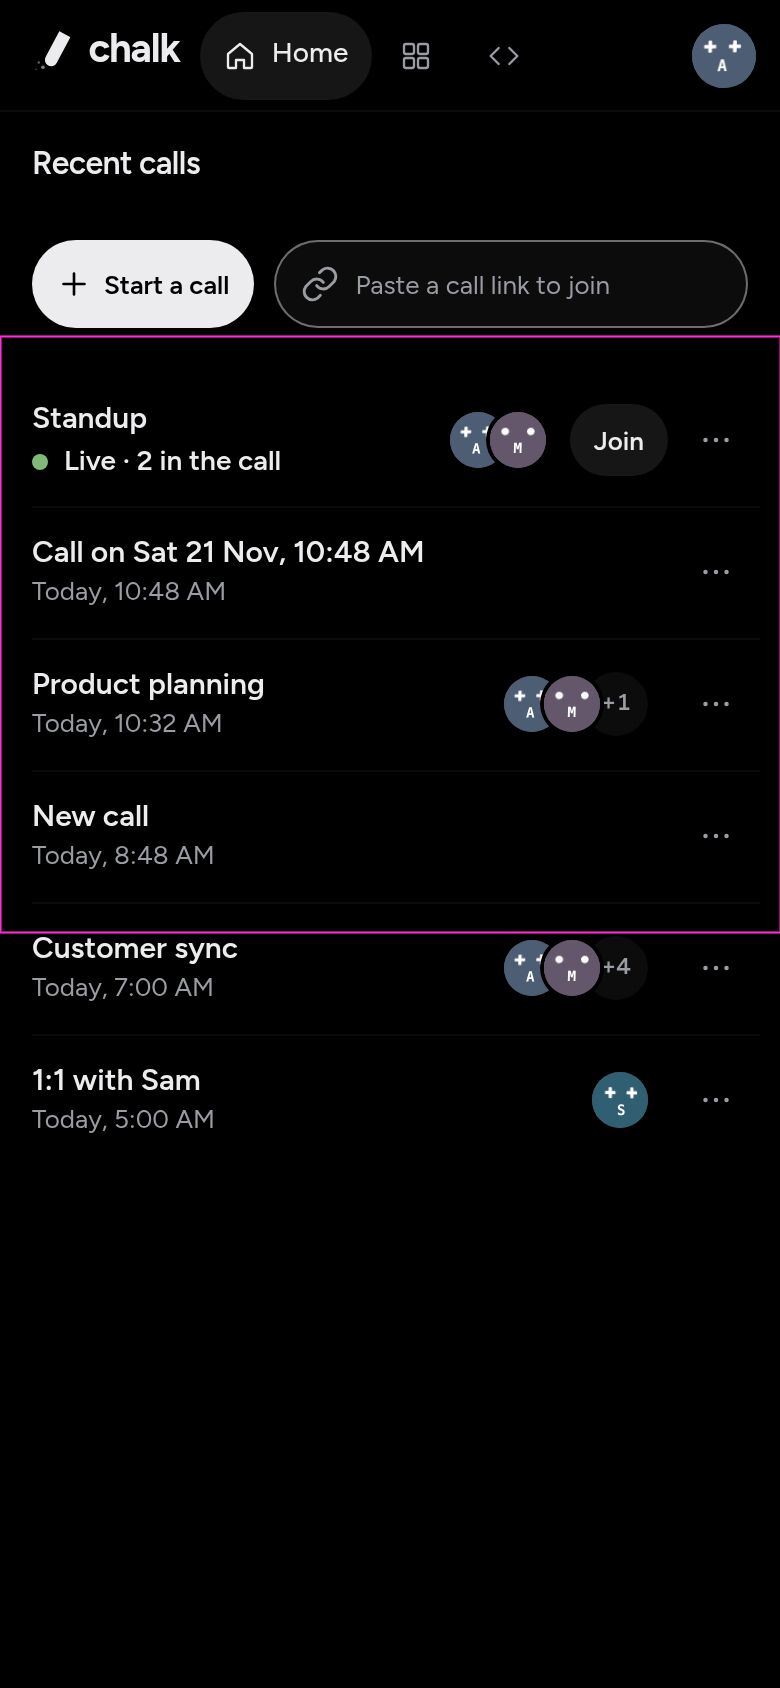 chalk
Home
A
Recent calls
Start a call
Paste a call link to join
Standup
Live · 2 in the call
A
M
Join
Call on Sat 21 Nov, 10:48 AM
Today, 10:48 AM
Product planning
Today, 10:32 AM
A
M
+1
New call
Today, 8:48 AM
Customer sync
Today, 7:00 AM
A
M
+4
1:1 with Sam
Today, 5:00 AM
S